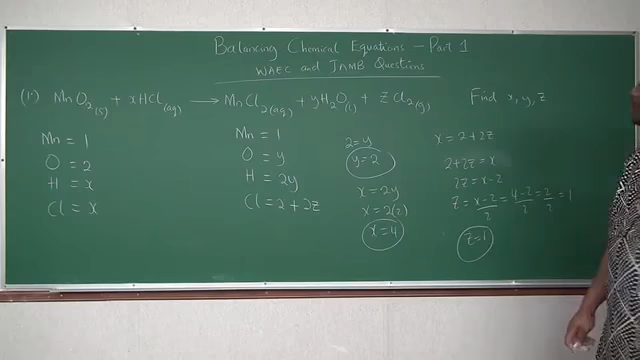 Balancing Chemical Equations - Part 1
WAEC and JAMB Questions
(1.) MnO2(s) + xHCl(aq) → MnCl2(aq) + yH2O(l) + zCl2(g) Find x, y, z
Mn = 1
O = 2
H = x
Cl = x
Mn = 1
O = y
H = 2y
Cl = 2 + 2z
2 = y
y = 2
x = 2y
x = 2(2)
x = 4
x = 2 + 2z
2 + 2z = x
2z = x - 2
z = x-2/2 = 4-2/2 = 2/2 = 1
z = 1